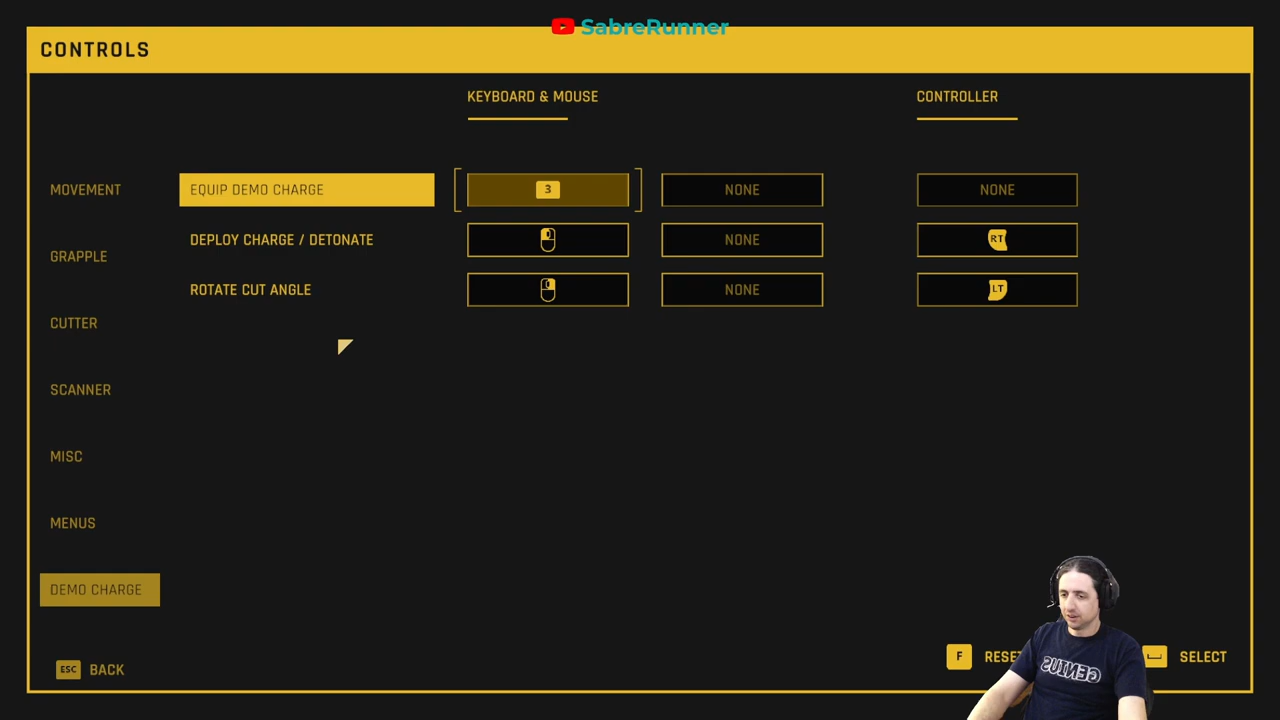 SabreRunner
CONTROLS
KEYBOARD & MOUSE
CONTROLLER
MOVEMENT
EQUIP DEMO CHARGE
3
NONE
NONE
DEPLOY CHARGE / DETONATE
NONE
RT
GRAPPLE
ROTATE CUT ANGLE
NONE
LT
CUTTER
SCANNER
MISC
MENUS
DEMO CHARGE
ESC BACK
F
SELECT
GENIUS